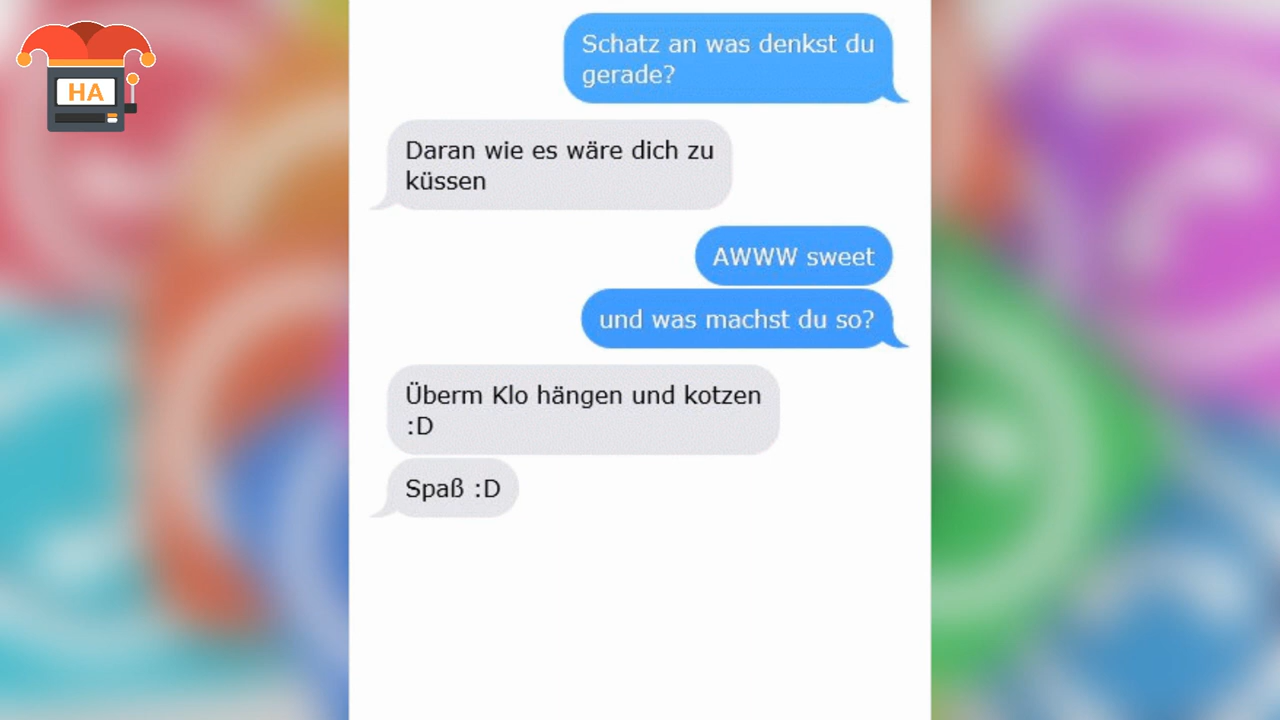 HA
Schatz an was denkst du
gerade?
Daran wie es wäre dich zu
küssen
AWWW sweet
und was machst du so?
Überm Klo hängen und kotzen
:D
Spaß :D